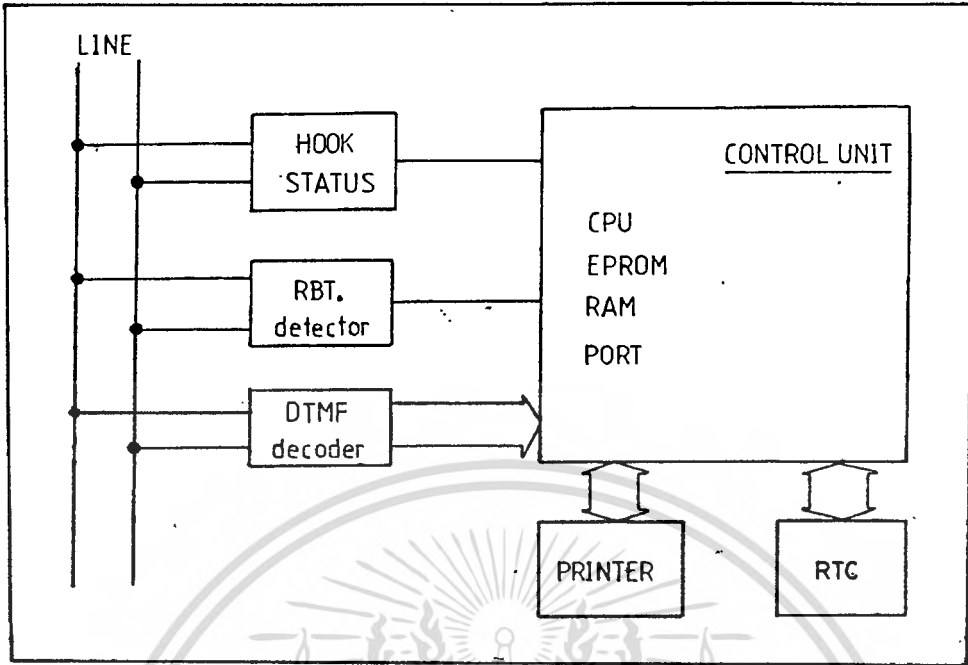 LINE
HOOK
STATUS
RBT.
detector
DTMF
decoder
CONTROL UNIT
CPU
EPROM
RAM
PORT
PRINTER
RTC